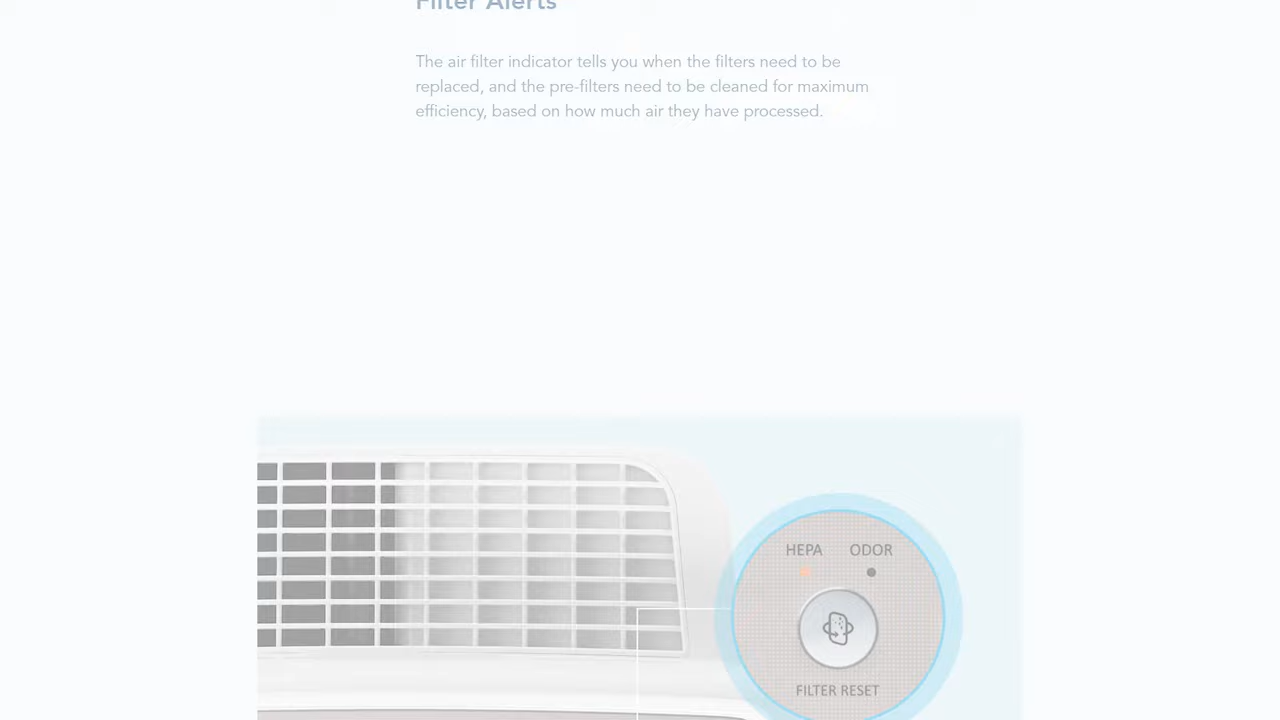 Filter Alerts
The air filter indicator tells you when the filters need to be
replaced, and the pre-filters need to be cleaned for maximum
efficiency, based on how much air they have processed.
HEPA ODOR
FILTER RESET